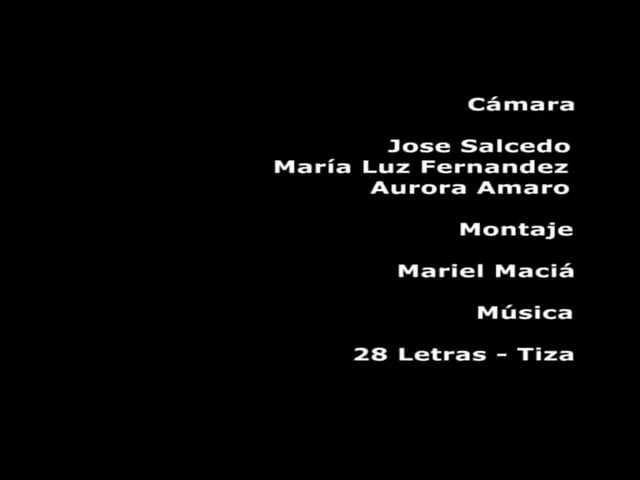 Cámara
Jose Salcedo
María Luz Fernandez
Aurora Amaro
Montaje
Mariel Maciá
Música
28 Letras - Tiza